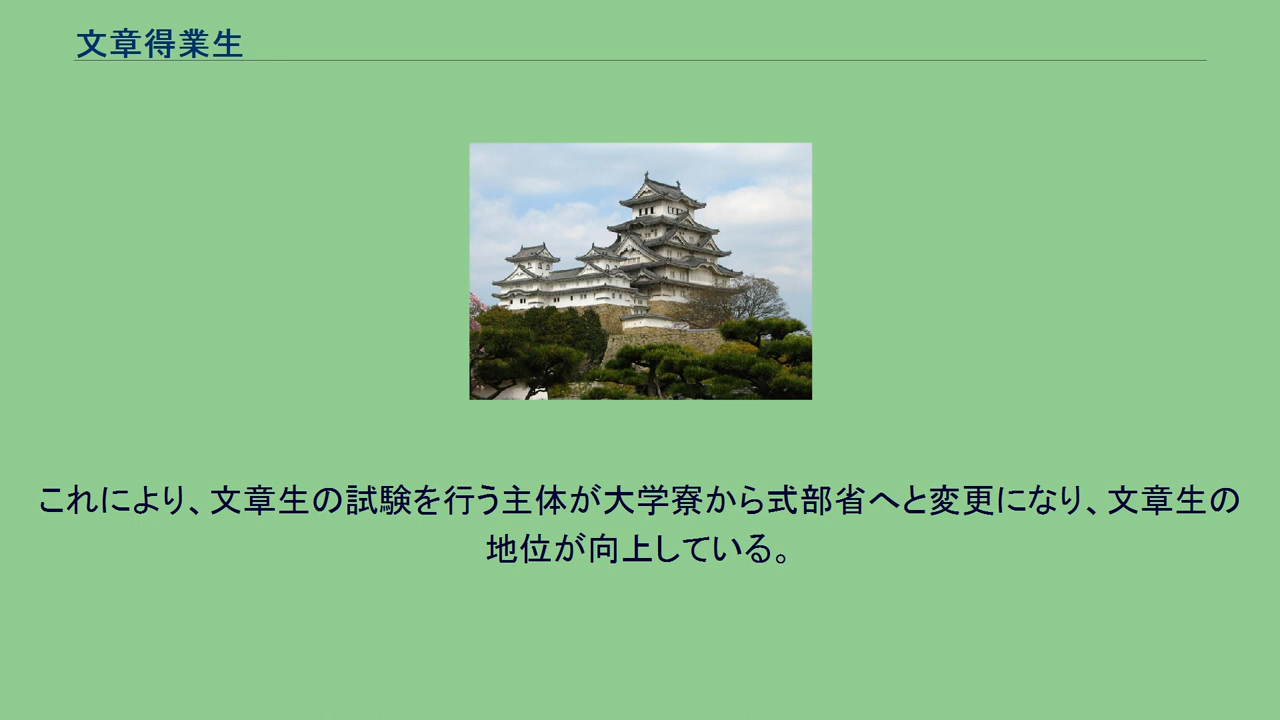 文章得業生
これにより、文章生の試験を行う主体が大学寮から式部省へと変更になり、文章生の
地位が向上している。